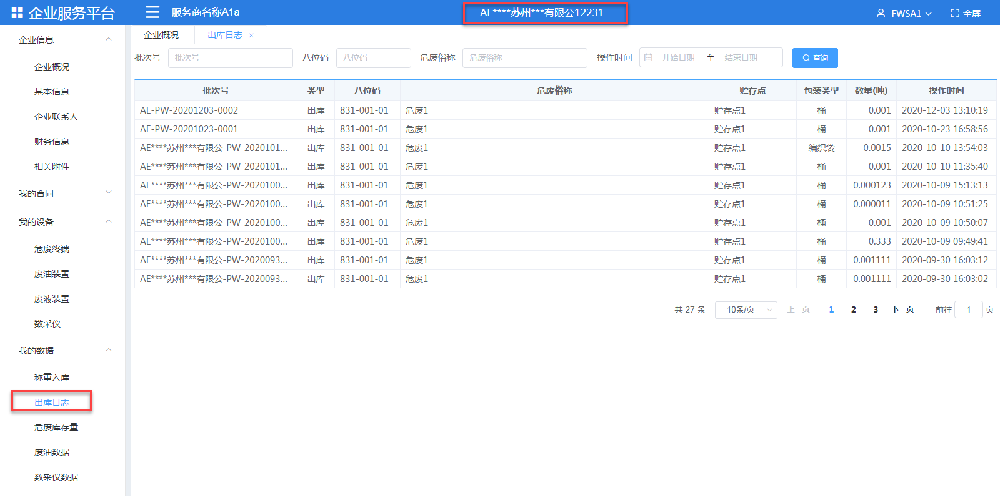 企业服务平台 服务商名称A1a AE****苏州***有限公12231 FWSA1 全屏
企业信息
企业概况
基本信息
企业联系人
财务信息
相关附件
我的合同
我的设备
危废终端
废油装置
废液装置
数采仪
我的数据
称重入库
出库日志
危废库存量
废油数据
数采仪数据
企业概况 出库日志 ×
批次号 批次号 八位码 八位码 危废俗称 危废俗称 操作时间 开始日期 至 结束日期 查询
批次号 类型 八位码 危废俗称 贮存点 包装类型 数量(吨) 操作时间
AE-PW-20201203-0002 出库 831-001-01 危废1 贮存点1 桶 0.001 2020-12-03 13:10:19
AE-PW-20201023-0001 出库 831-001-01 危废1 贮存点1 桶 0.001 2020-10-23 16:58:56
AE****苏州***有限公-PW-2020101... 出库 831-001-01 危废1 贮存点1 编织袋 0.0015 2020-10-10 13:54:03
AE****苏州***有限公-PW-2020101... 出库 831-001-01 危废1 贮存点1 桶 0.001 2020-10-10 11:35:40
AE****苏州***有限公-PW-2020100... 出库 831-001-01 危废1 贮存点1 桶 0.000123 2020-10-09 15:13:13
AE****苏州***有限公-PW-2020100... 出库 831-001-01 危废1 贮存点1 桶 0.000011 2020-10-09 10:51:25
AE****苏州***有限公-PW-2020100... 出库 831-001-01 危废1 贮存点1 桶 0.001 2020-10-09 10:50:07
AE****苏州***有限公-PW-2020100... 出库 831-001-01 危废1 贮存点1 桶 0.333 2020-10-09 09:49:41
AE****苏州***有限公-PW-2020093... 出库 831-001-01 危废1 贮存点1 桶 0.001111 2020-09-30 16:03:12
AE****苏州***有限公-PW-2020093... 出库 831-001-01 危废1 贮存点1 桶 0.001111 2020-09-30 16:03:02
共 27 条 10条/页 上一页 1 2 3 下一页 前往 1 页